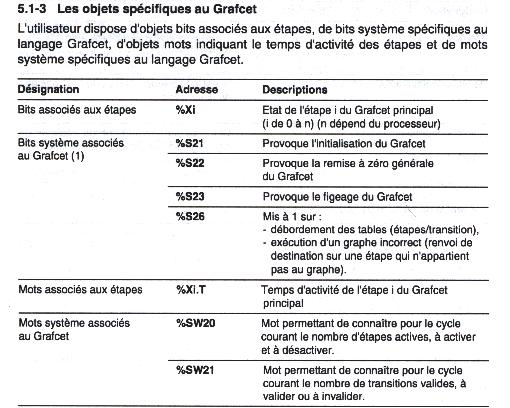 5.1-3 Les objets spécifiques au Grafcet
L'utilisateur dispose d'objets bits associés aux étapes, de bits système spécifiques au
langage Grafcet, d'objets mots indiquant le temps d'activité des étapes et de mots
système spécifiques au langage Grafcet.
Désignation Adresse Descriptions
Bits associés aux étapes %Xi Etat de l'étape i du Grafcet principal
(i de 0 à n) (n dépend du processeur)
Bits système associés %S21 Provoque l'initialisation du Grafcet
au Grafcet (1) %S22 Provoque la remise à zéro générale
du Grafcet
%S23 Provoque le figeage du Grafcet
%S26 Mis à 1 sur :
- débordement des tables (étapes/transition),
- exécution d'un graphe incorrect (renvoi de
destination sur une étape qui n'appartient
pas au graphe).
Mots associés aux étapes %Xi.T Temps d'activité de l'étape i du Grafcet
principal
Mots système associés %SW20 Mot permettant de connaître pour le cycle
au Grafcet courant le nombre d'étapes actives, à activer
et à désactiver.
%SW21 Mot permettant de connaître pour le cycle
courant le nombre de transitions valides, à
valider ou à invalider.